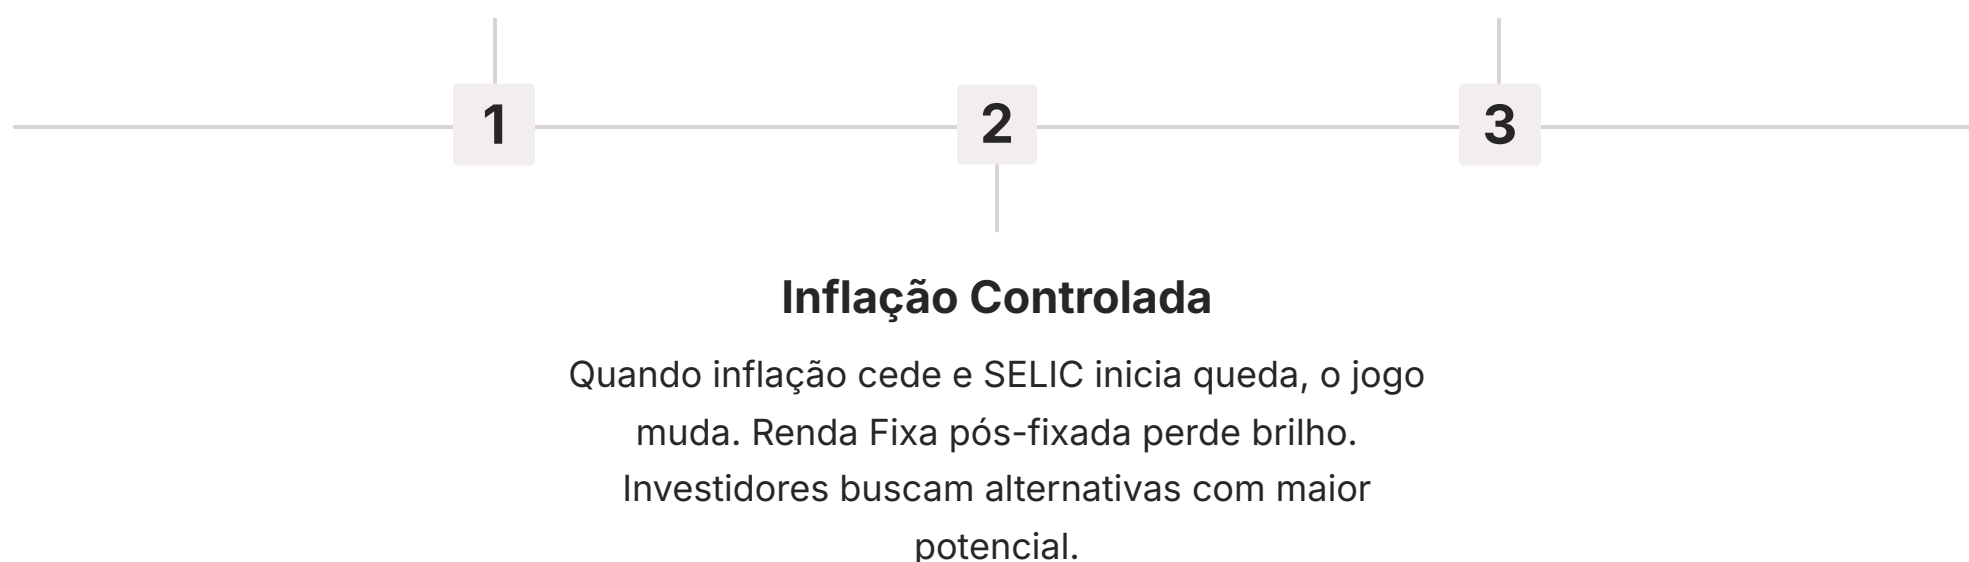 1
2
3
Inflação Controlada
Quando inflação cede e SELIC inicia queda, o jogo
muda. Renda Fixa pós-fixada perde brilho.
Investidores buscam alternativas com maior
potencial.